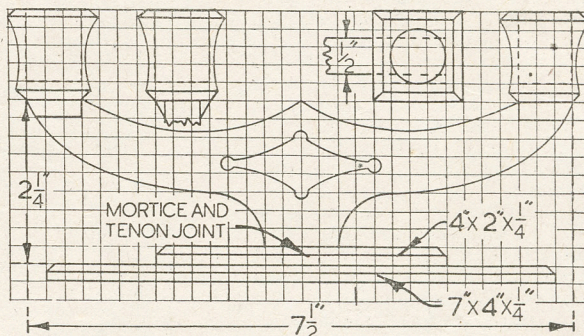 1/2"
2 1/4"
MORTICE AND
TENON JOINT
4"X 2"X 1/4"
7"X 4"X 1/4"
7 1/2"